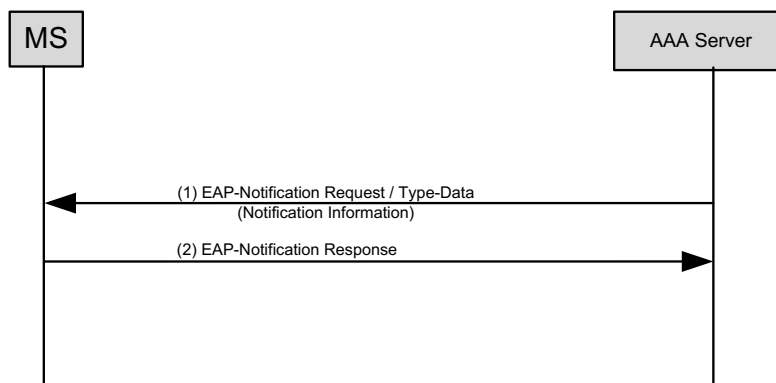 MS
AAA Server
(1) EAP-Notification Request / Type-Data
(Notification Information)
(2) EAP-Notification Response